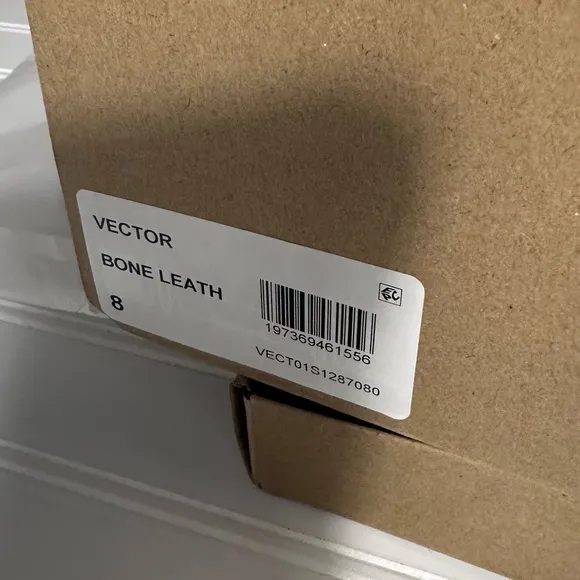 VECTOR
BONE LEATH
8
197369461556
VECT01S1287080